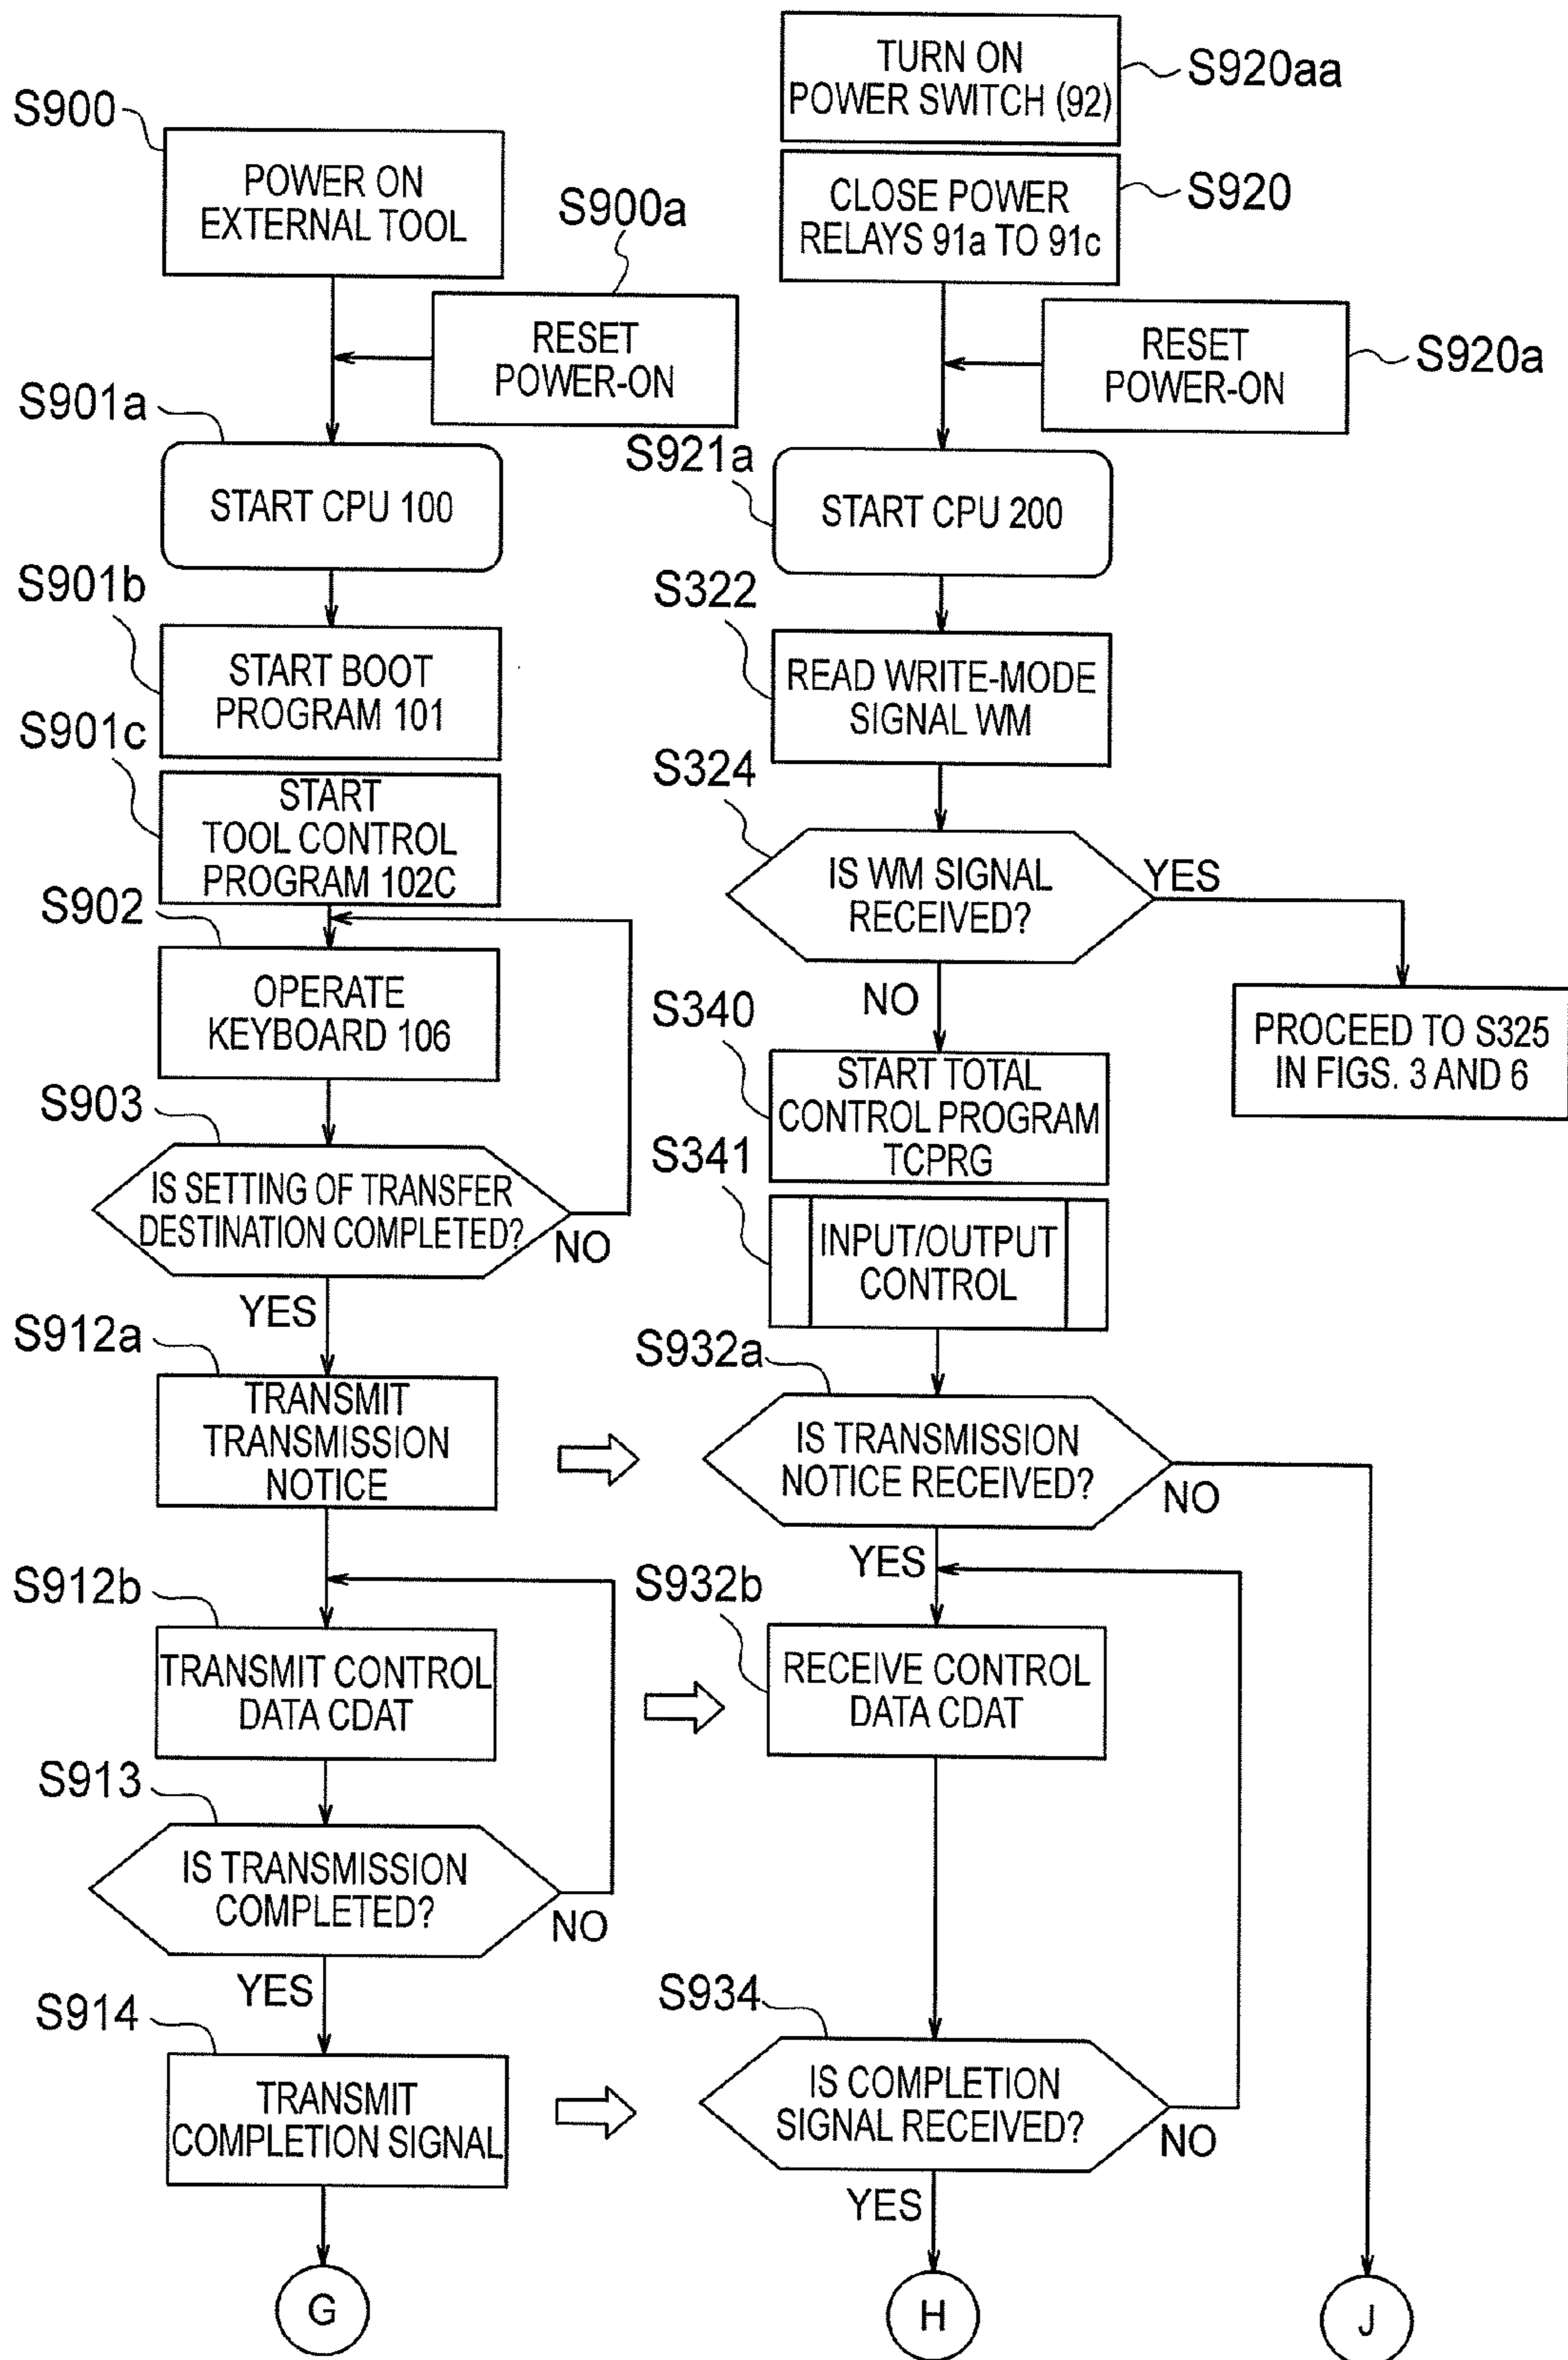 S900
POWER ON
EXTERNAL TOOL
S900a
RESET
POWER-ON
S901a
START CPU 100
S901b
START BOOT
PROGRAM 101
S901c
START
TOOL CONTROL
PROGRAM 102C
S902
OPERATE
KEYBOARD 106
S903
IS SETTING OF TRANSFER
DESTINATION COMPLETED?
NO
YES
S912a
TRANSMIT
TRANSMISSION
NOTICE
S912b
TRANSMIT CONTROL
DATA CDAT
S913
IS TRANSMISSION
COMPLETED?
NO
YES
S914
TRANSMIT
COMPLETION SIGNAL
G
TURN ON
POWER SWITCH (92)
S920aa
CLOSE POWER
RELAYS 91a TO 91c
S920
RESET
POWER-ON
S920a
S921a
START CPU 200
S322
READ WRITE-MODE
SIGNAL WM
S324
IS WM SIGNAL
RECEIVED?
YES
NO
PROCEED TO S325
IN FIGS. 3 AND 6
S340
START TOTAL
CONTROL PROGRAM
TCPRG
S341
INPUT/OUTPUT
CONTROL
S932a
IS TRANSMISSION
NOTICE RECEIVED?
NO
YES
S932b
RECEIVE CONTROL
DATA CDAT
S934
IS COMPLETION
SIGNAL RECEIVED?
NO
YES
H
J